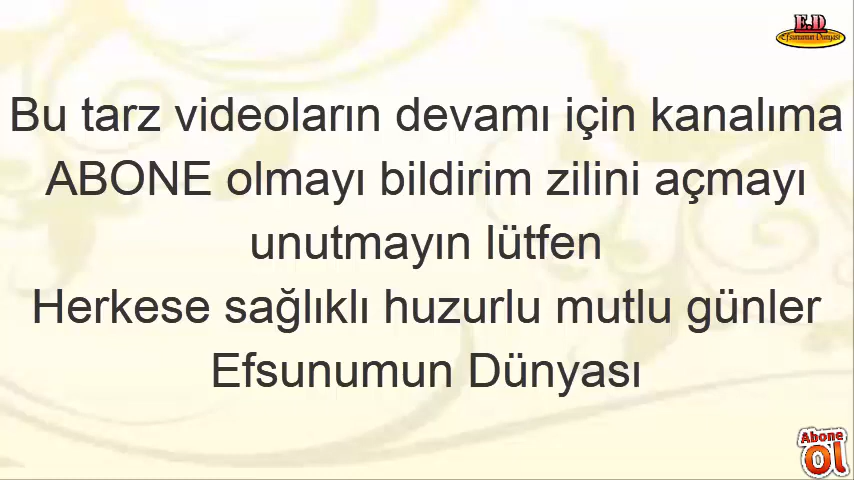 E.D
Efsunumun Dünyası
Bu tarz videoların devamı için kanalıma
ABONE olmayı bildirim zilini açmayı
unutmayın lütfen
Herkese sağlıklı huzurlu mutlu günler
Efsunumun Dünyası
Abone
ol